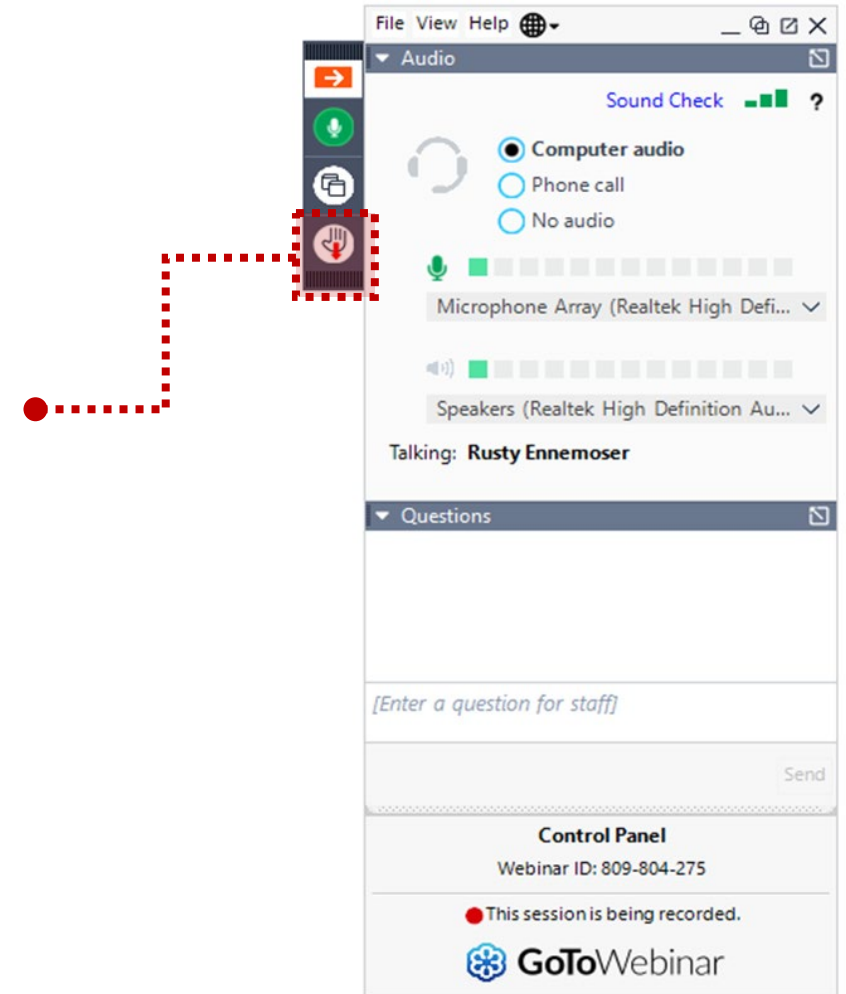 File View Help
Audio
Sound Check ?
Computer audio
Phone call
No audio
Microphone Array (Realtek High Defi...
Speakers (Realtek High Definition Au...
Talking: Rusty Ennemoser
Questions
[Enter a question for staff]
Send
Control Panel
Webinar ID: 809-804-275
This session is being recorded.
GoToWebinar